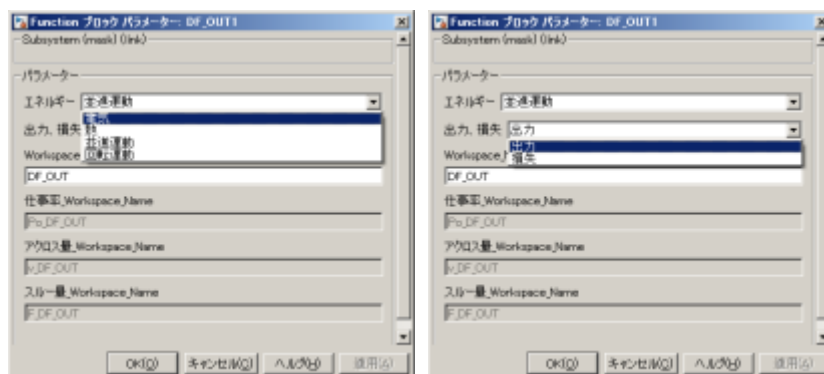 Function ブロック パラメーター: DF_OUT1
Subsystem (mask) (link)
パラメーター
エネルギー 並進運動
電気
出力, 損失 熱
並進運動
Workspace 回転運動
DF_OUT
仕事率_Workspace_Name
Po_DF_OUT
アクロス量_Workspace_Name
v_DF_OUT
スルー量_Workspace_Name
F_DF_OUT
OK(O) キャンセル(C) ヘルプ(H) 適用(A)
Function ブロック パラメーター: DF_OUT1
Subsystem (mask) (link)
パラメーター
エネルギー 並進運動
出力, 損失 出力
出力
Workspace_N 損失
DF_OUT
仕事率_Workspace_Name
Po_DF_OUT
アクロス量_Workspace_Name
v_DF_OUT
スルー量_Workspace_Name
F_DF_OUT
OK(O) キャンセル(C) ヘルプ(H) 適用(A)